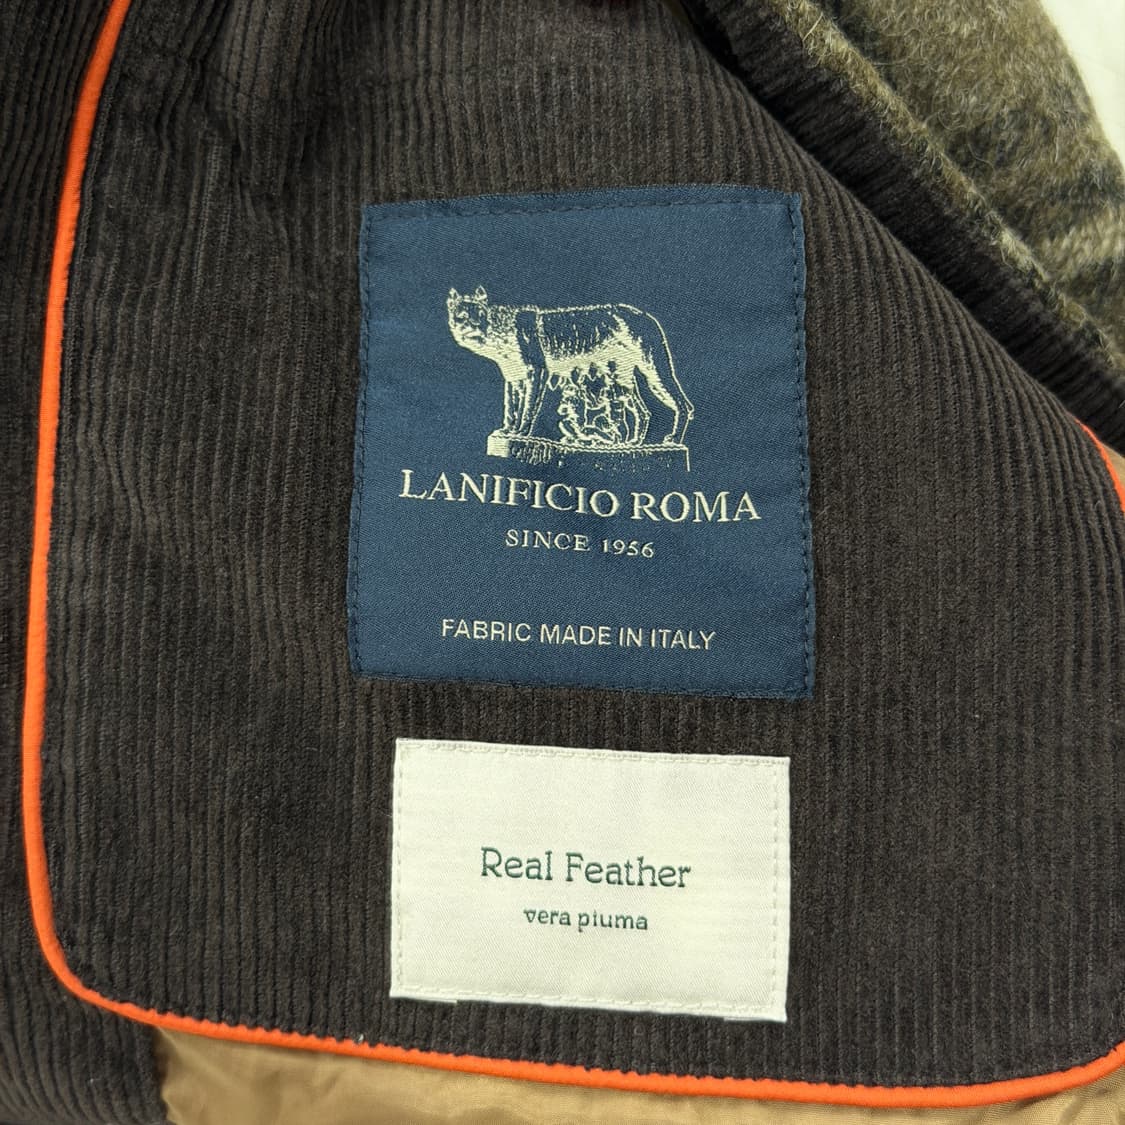 LANIFICIO ROMA
SINCE 1956
FABRIC MADE IN ITALY
Real Feather
vera piuma